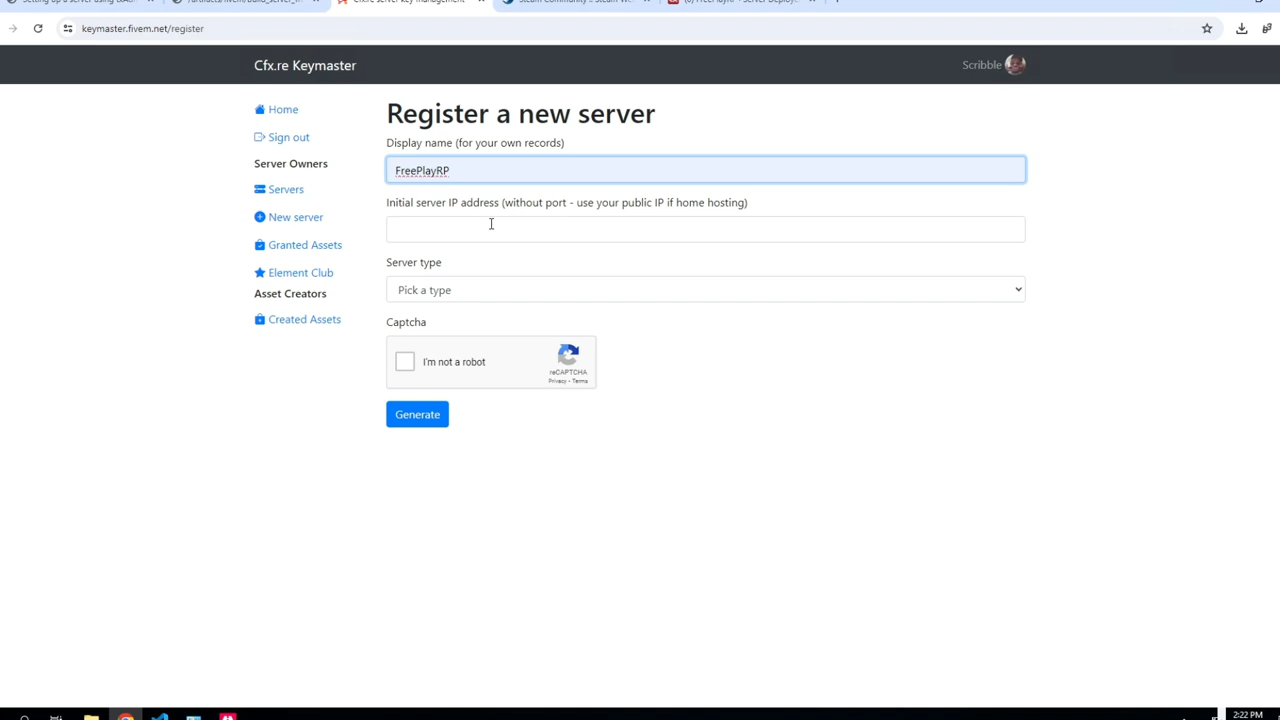 keymaster.fivem.net/register
Cfx.re Keymaster
Scribble
Home
Sign out
Server Owners
Servers
New server
Granted Assets
Element Club
Asset Creators
Created Assets
Register a new server
Display name (for your own records)
FreePlayRP
Initial server IP address (without port - use your public IP if home hosting)
Server type
Pick a type
Captcha
I'm not a robot
reCAPTCHA
Privacy - Terms
Generate
2:22 PM